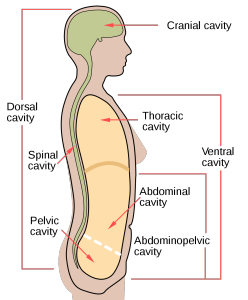 Cranial cavity
Dorsal
cavity
Thoracic
cavity
Ventral
cavity
Spinal
cavity
Abdominal
cavity
Pelvic
cavity
Abdominopelvic
cavity